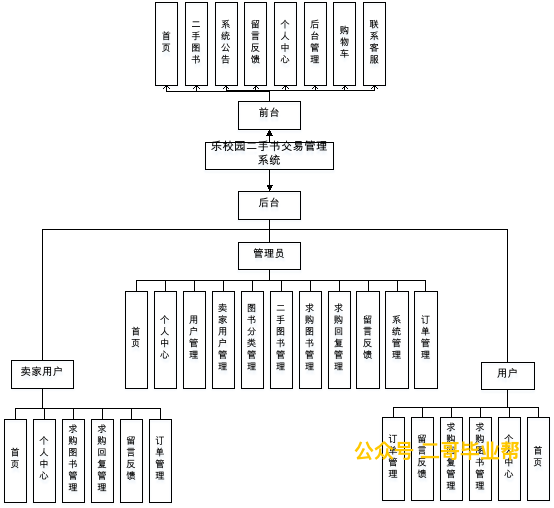 首页
二手图书
系统公告
留言反馈
个人中心
后台管理
购物车
联系客服
前台
乐校园二手书交易管理
系统
后台
管理员
首页
个人中心
用户管理
卖家用户管理
图书分类管理
二手图书管理
求购图书管理
求购回复管理
留言反馈
系统管理
订单管理
卖家用户
用户
首页
个人中心
求购图书管理
求购回复管理
留言反馈
订单管理
订单管理
留言反馈
求购回复管理
求购图书管理
个人中心
首页
公众号 二哥毕业帮